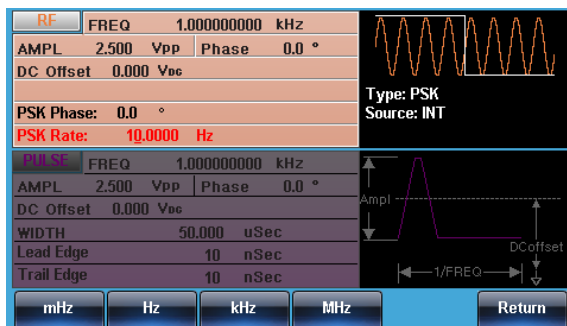 RF FREQ 1.000000000 kHz
AMPL 2.500 Vpp Phase 0.0 °
DC Offset 0.000 VDC
PSK Phase: 0.0 °
PSK Rate: 10.0000 Hz
Type: PSK
Source: INT
PULSE FREQ 1.000000000 kHz
AMPL 2.500 Vpp Phase 0.0 °
DC Offset 0.000 VDC
WIDTH 50.000 uSec
Lead Edge 10 nSec
Trail Edge 10 nSec
Ampl
DCoffset
1/FREQ
mHz Hz kHz MHz Return